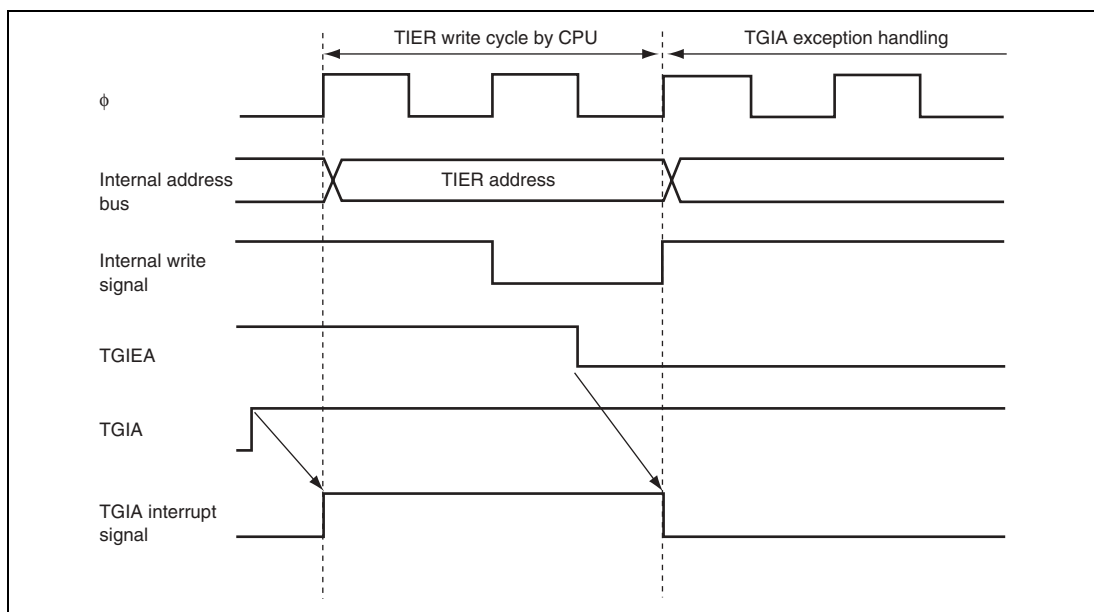 TIER write cycle by CPU
TGIA exception handling
ϕ
Internal address
bus
TIER address
Internal write
signal
TGIEA
TGIA
TGIA interrupt
signal